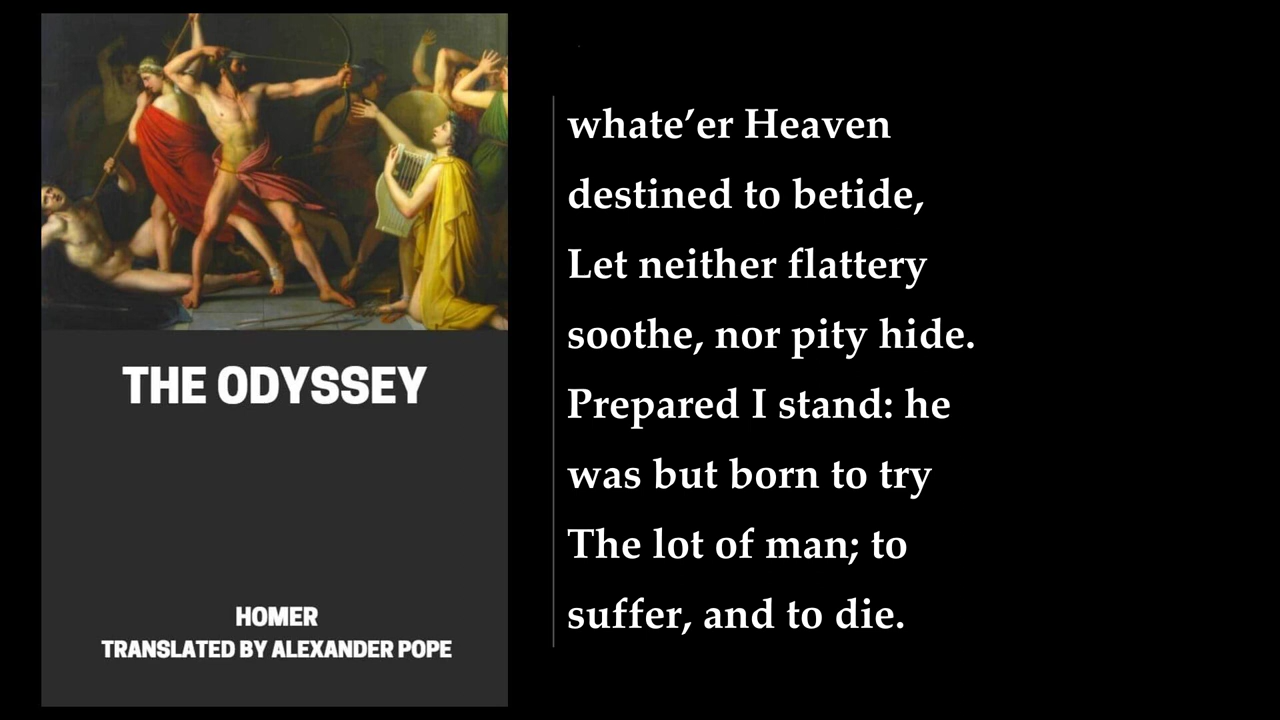 THE ODYSSEY
HOMER
TRANSLATED BY ALEXANDER POPE
whate’er Heaven
destined to betide,
Let neither flattery
soothe, nor pity hide.
Prepared I stand: he
was but born to try
The lot of man; to
suffer, and to die.